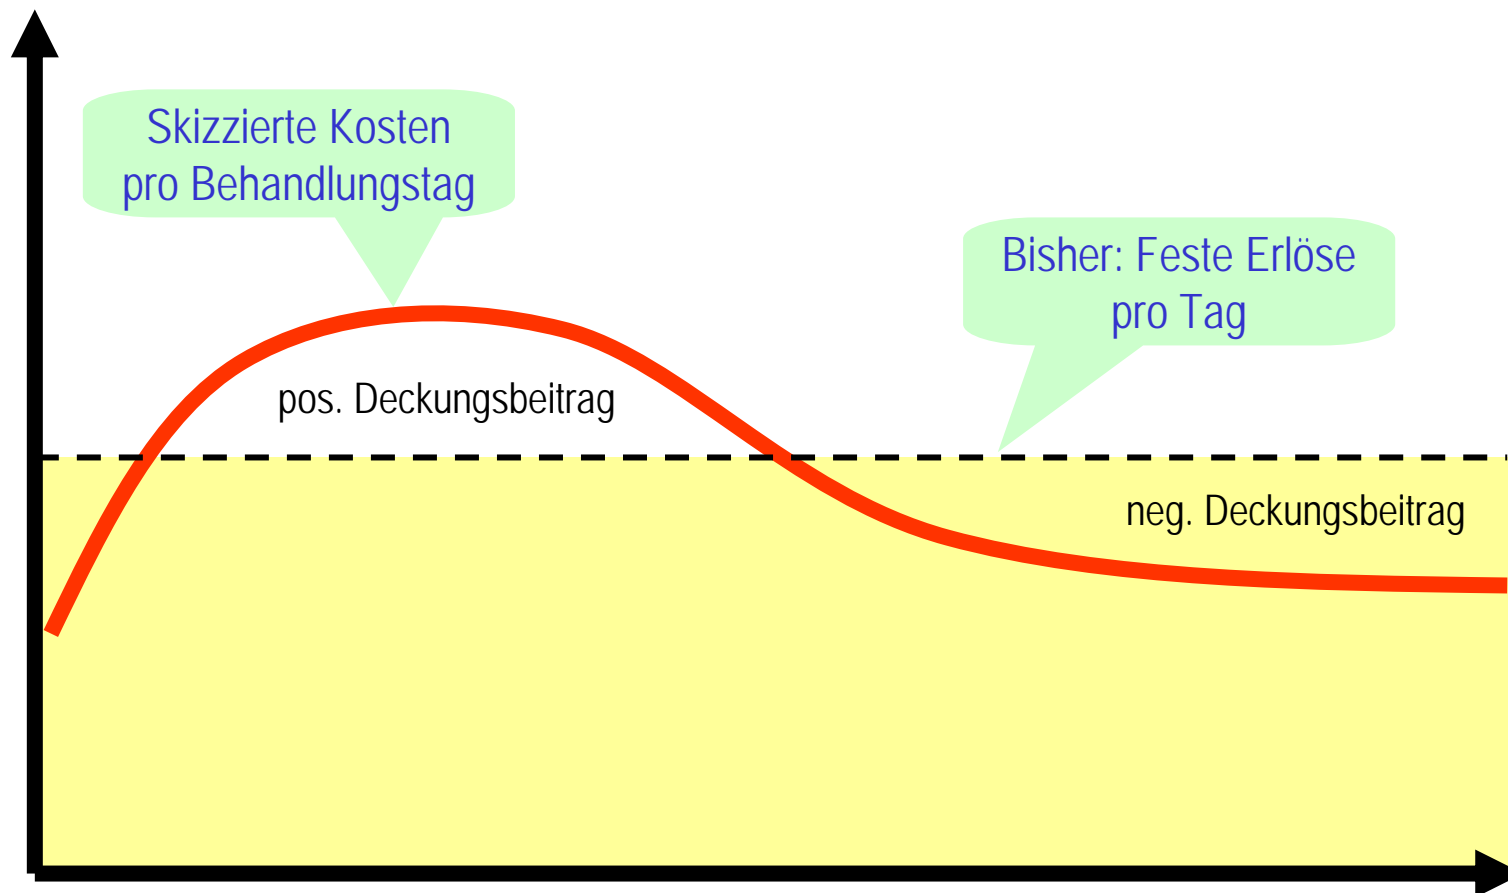 Skizzierte Kosten
pro Behandlungstag
Bisher: Feste Erlöse
pro Tag
pos. Deckungsbeitrag
neg. Deckungsbeitrag